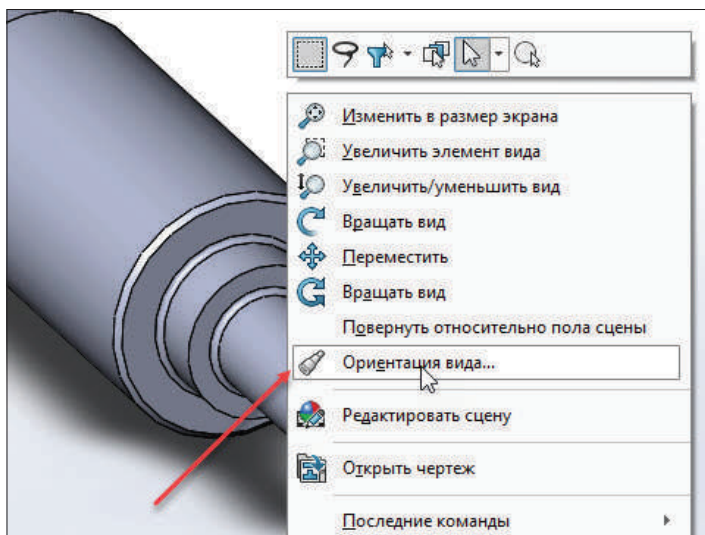 Изменить в размер экрана
Увеличить элемент вида
Увеличить/уменьшить вид
Вращать вид
Переместить
Вращать вид
Повернуть относительно пола сцены
Ориентация вида...
Редактировать сцену
Открыть чертеж
Последние команды